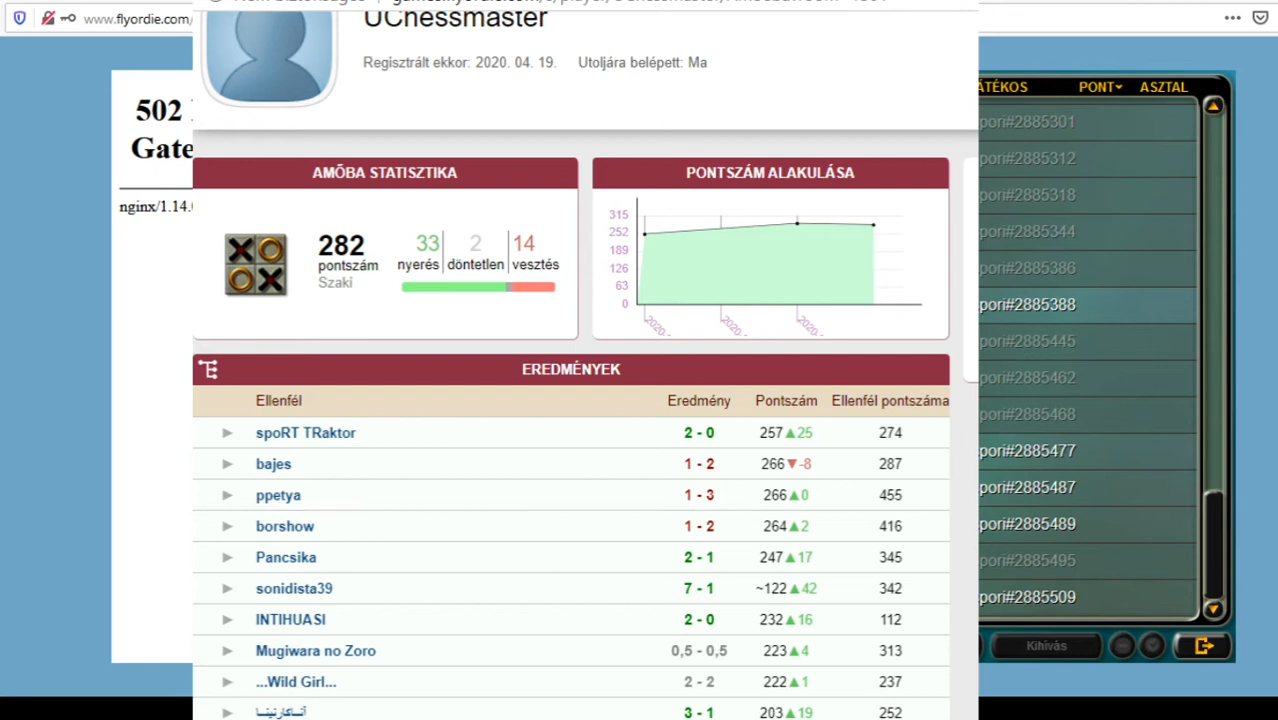 www.flyordie.com/
UChessmaster
Regisztrált ekkor: 2020. 04. 19. Utoljára belépett: Ma
502
Gate
nginx/1.14.
AMŐBA STATISZTIKA
282
pontszám
Szaki
33 nyerés
2 döntetlen
14 vesztés
PONTSZÁM ALAKULÁSA
315
252
189
126
63
0
2020. 2020. 2020.
EREDMÉNYEK
Ellenfél Eredmény Pontszám Ellenfél pontszáma
spoRT TRaktor 2 - 0 257▲25 274
bajes 1 - 2 266▼-8 287
ppetya 1 - 3 266▲0 455
borshow 1 - 2 264▲2 416
Pancsika 2 - 1 247▲17 345
sonidista39 7 - 1 ~122▲42 342
INTIHUASI 2 - 0 232▲16 112
Mugiwara no Zoro 0,5 - 0,5 223▲4 313
...Wild Girl... 2 - 2 222▲1 237
3 - 1 203▲19 252
ÁTÉKOS PONT ASZTAL
pori#2885301
pori#2885312
pori#2885318
pori#2885344
pori#2885386
pori#2885388
pori#2885445
pori#2885462
pori#2885468
pori#2885477
pori#2885487
pori#2885489
pori#2885495
pori#2885509
Kihívás